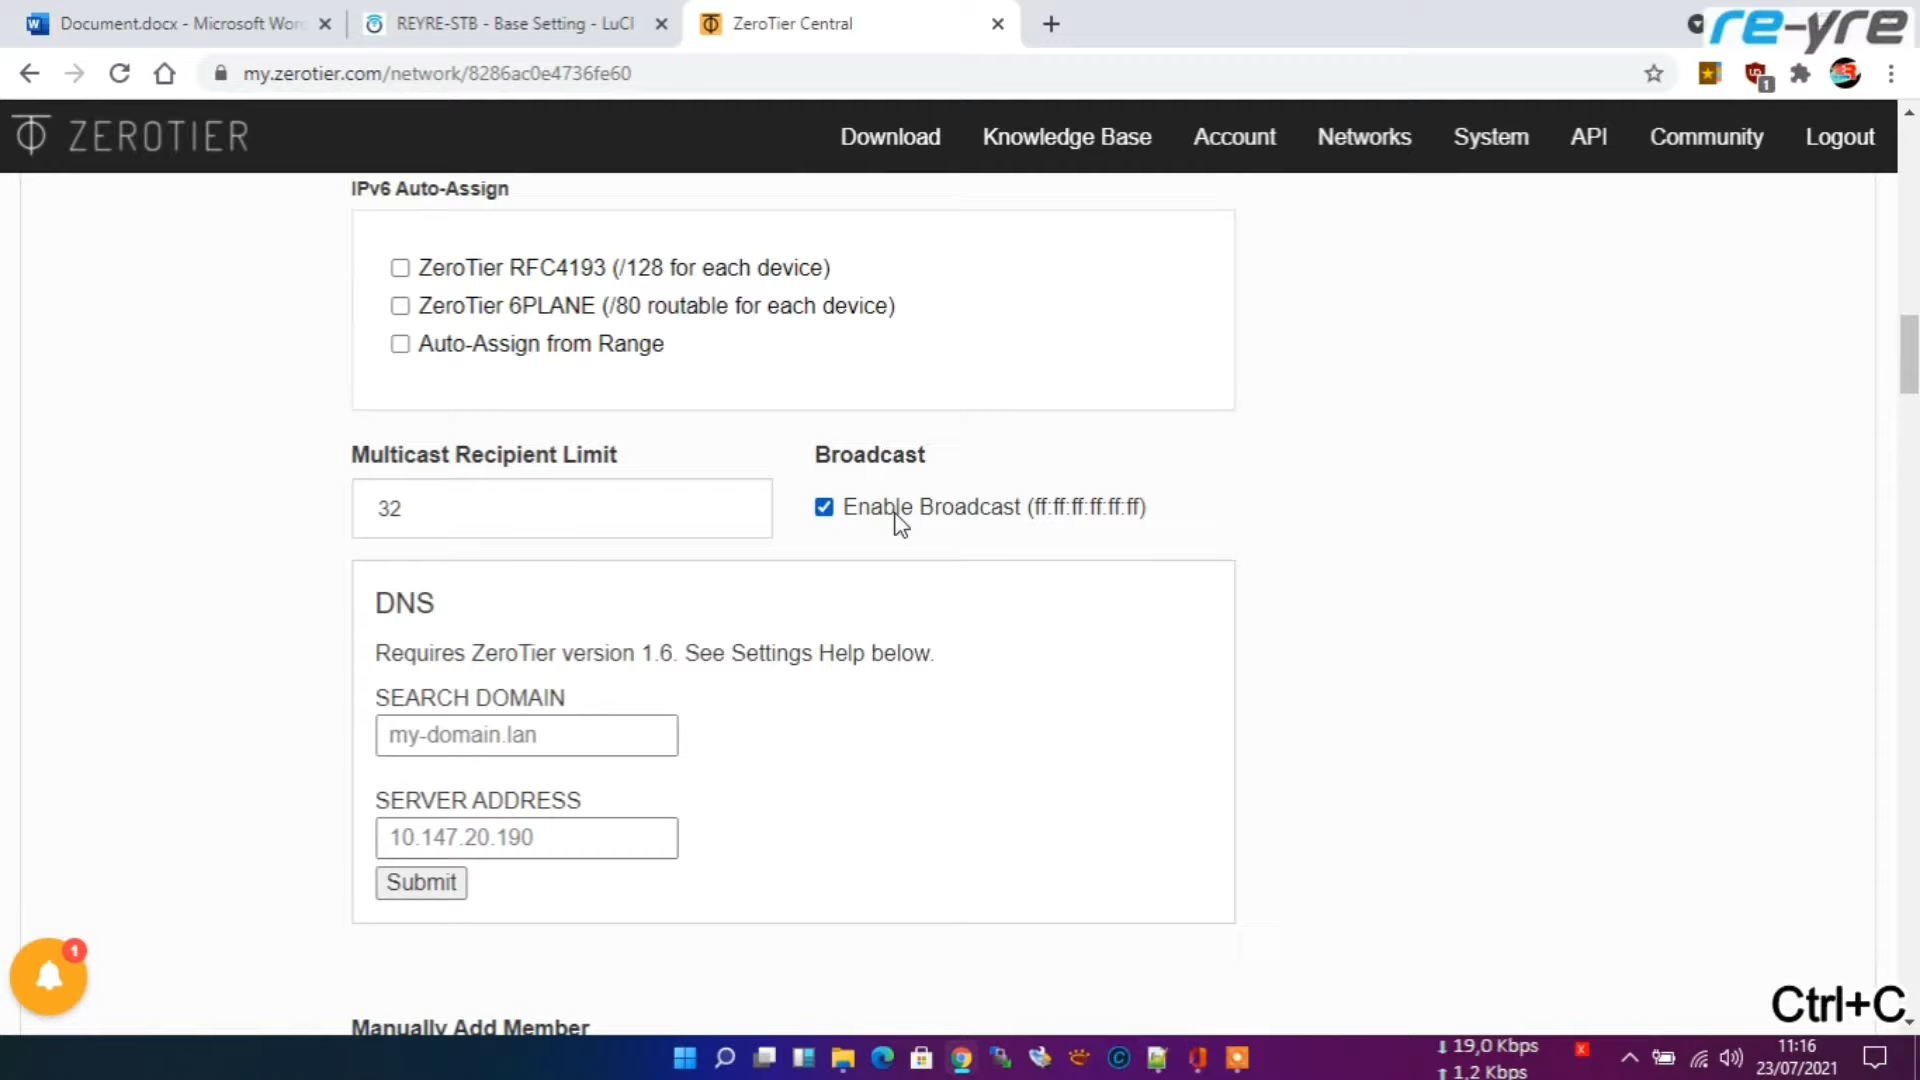 Document.docx - Microsoft Word
REYRE-STB - Base Setting - LuCI
ZeroTier Central
re-yre
my.zerotier.com/network/8286ac0e4736fe60
1
ZEROTIER
Download
Knowledge Base
Account
Networks
System
API
Community
Logout
IPv6 Auto-Assign
ZeroTier RFC4193 (/128 for each device)
ZeroTier 6PLANE (/80 routable for each device)
Auto-Assign from Range
Multicast Recipient Limit
Broadcast
32
Enable Broadcast (ff:ff:ff:ff:ff:ff)
DNS
Requires ZeroTier version 1.6. See Settings Help below.
SEARCH DOMAIN
my-domain.lan
SERVER ADDRESS
10.147.20.190
Submit
1
Ctrl+C
Manually Add Member
19,0 Kbps
1,2 Kbps
11:16
23/07/2021